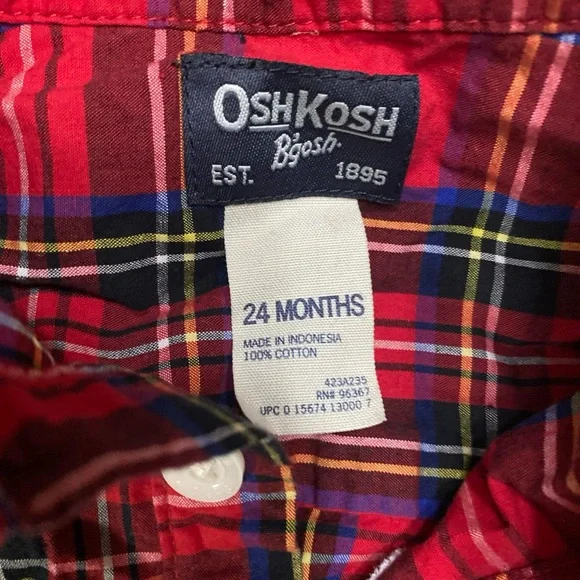 OSHKOSH
B'gosh.
EST. 1895
24 MONTHS
MADE IN INDONESIA
100% COTTON
423A235
RN# 96367
UPC 0 15674 13000 7